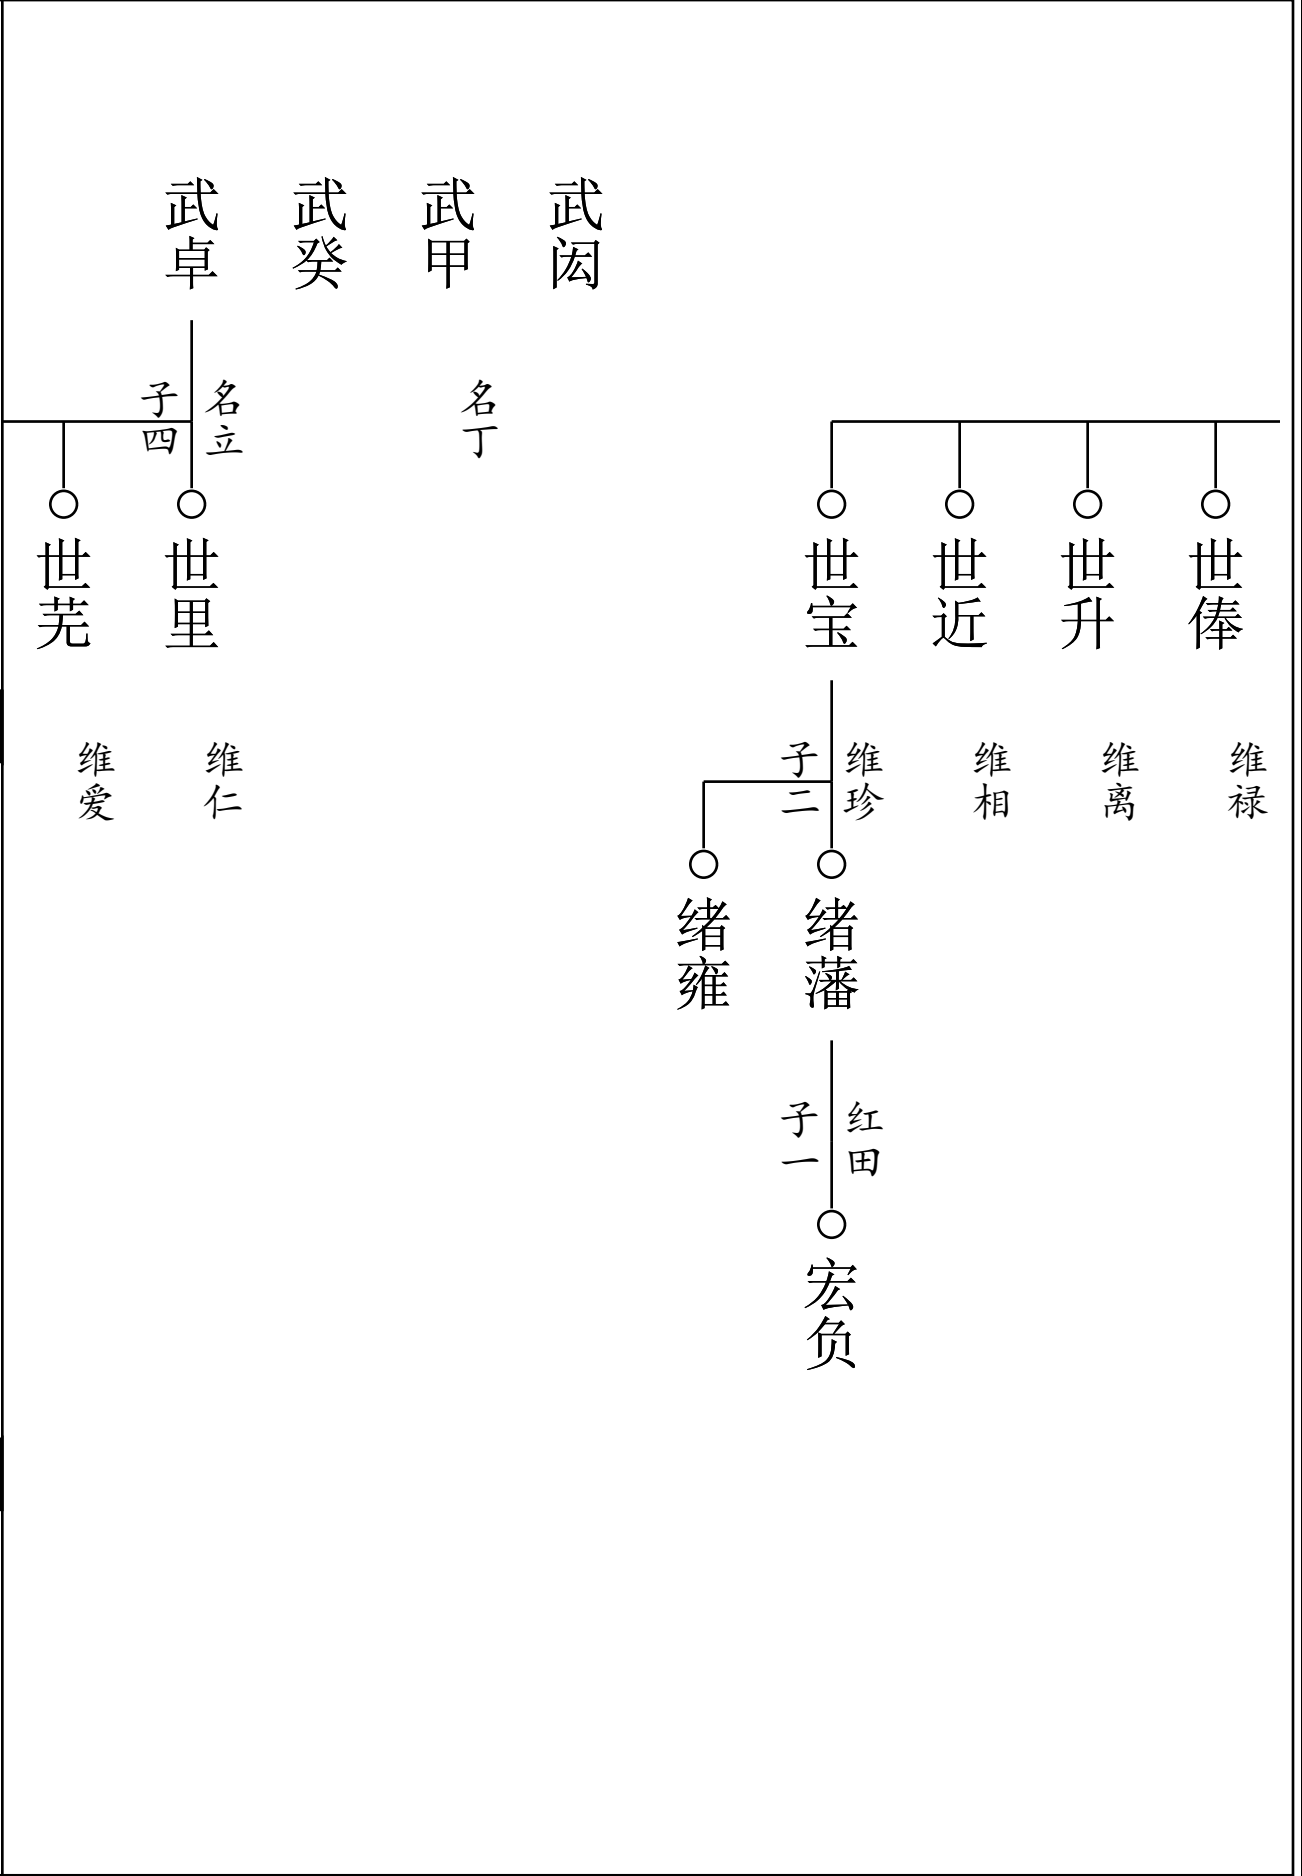 武闳
武甲
武癸
武卓
名丁
名立
子四
世俸
世升
世近
世宝
世里
世芜
维禄
维离
维相
维珍
子二
维仁
维爱
绪藩
绪雍
红田
子一
宏负